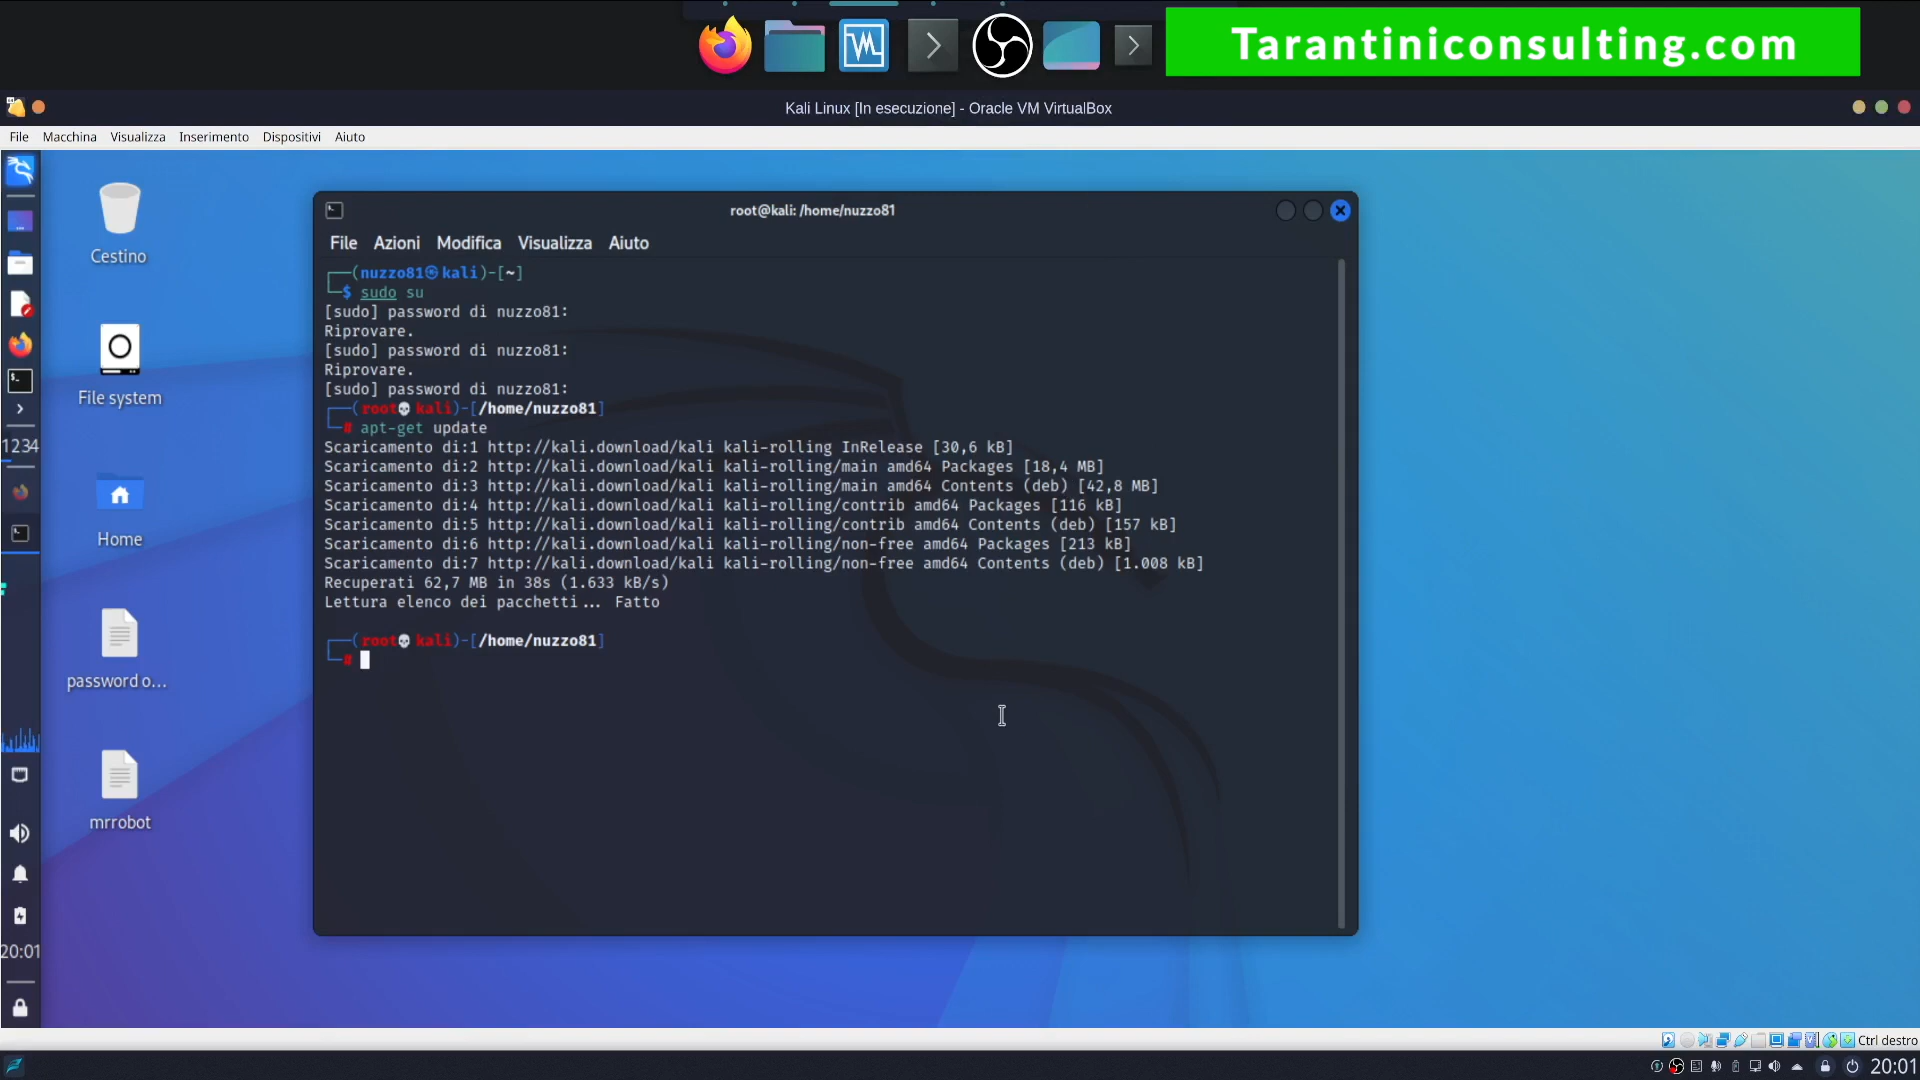 Tarantiniconsulting.com
Kali Linux [In esecuzione] - Oracle VM VirtualBox
File Macchina Visualizza Inserimento Dispositivi Aiuto
Cestino
File system
1234
Home
password o...
mrrobot
20:01
root@kali: /home/nuzzo81
File Azioni Modifica Visualizza Aiuto
(nuzzo81㉿kali)-[~]
$ sudo su
[sudo] password di nuzzo81:
Riprovare.
[sudo] password di nuzzo81:
Riprovare.
[sudo] password di nuzzo81:
(root💀kali)-[/home/nuzzo81]
# apt-get update
Scaricamento di:1 http://kali.download/kali kali-rolling InRelease [30,6 kB]
Scaricamento di:2 http://kali.download/kali kali-rolling/main amd64 Packages [18,4 MB]
Scaricamento di:3 http://kali.download/kali kali-rolling/main amd64 Contents (deb) [42,8 MB]
Scaricamento di:4 http://kali.download/kali kali-rolling/contrib amd64 Packages [116 kB]
Scaricamento di:5 http://kali.download/kali kali-rolling/contrib amd64 Contents (deb) [157 kB]
Scaricamento di:6 http://kali.download/kali kali-rolling/non-free amd64 Packages [213 kB]
Scaricamento di:7 http://kali.download/kali kali-rolling/non-free amd64 Contents (deb) [1.008 kB]
Recuperati 62,7 MB in 38s (1.633 kB/s)
Lettura elenco dei pacchetti... Fatto
(root💀kali)-[/home/nuzzo81]
#
Ctrl destro
20:01